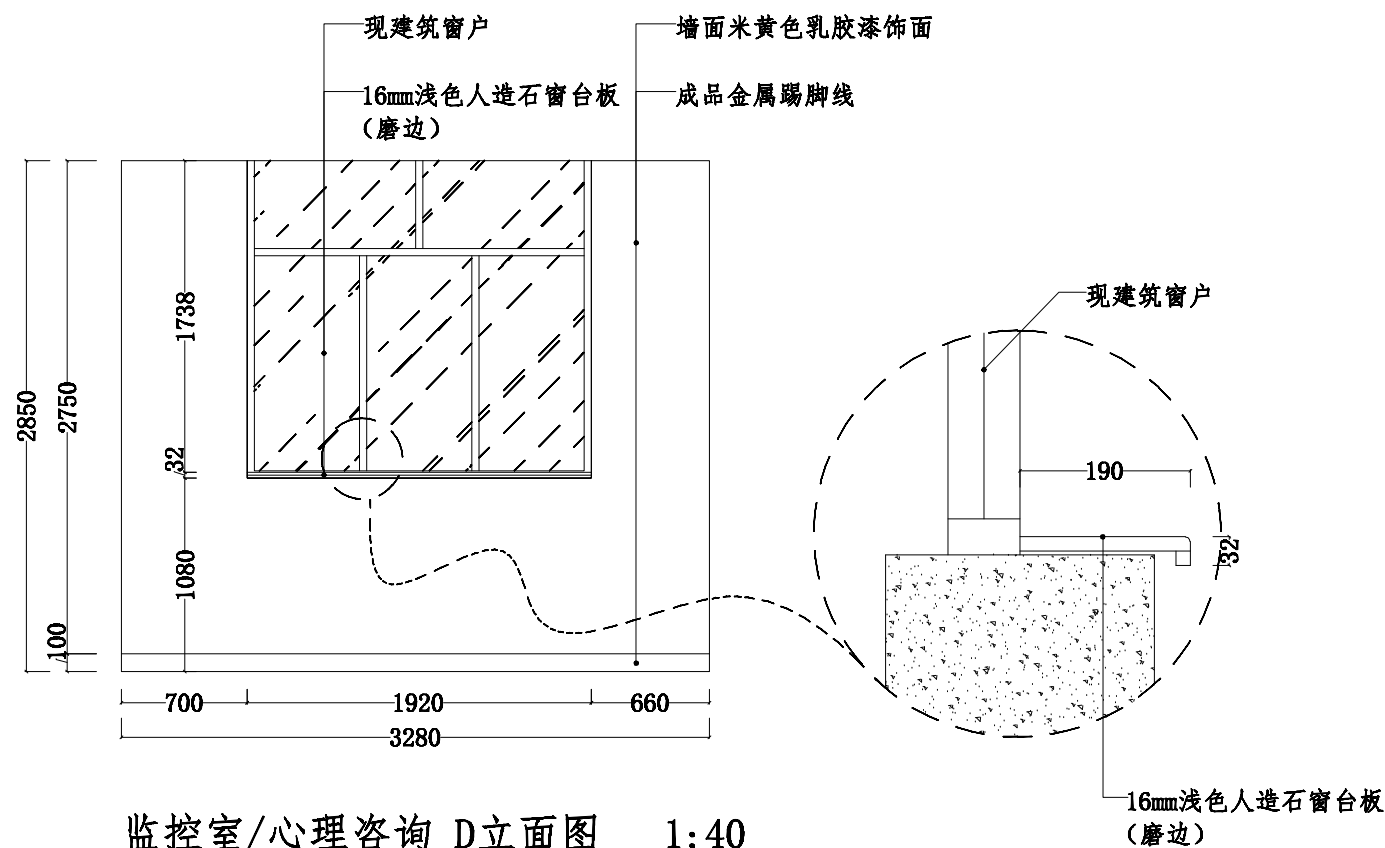 现建筑窗户
墙面米黄色乳胶漆饰面
16mm浅色人造石窗台板
（磨边）
成品金属踢脚线
1738
32
1080
2850
2750
100
700
1920
660
3280
现建筑窗户
190
32
16mm浅色人造石窗台板
（磨边）
监控室/心理咨询 D立面图 1:40